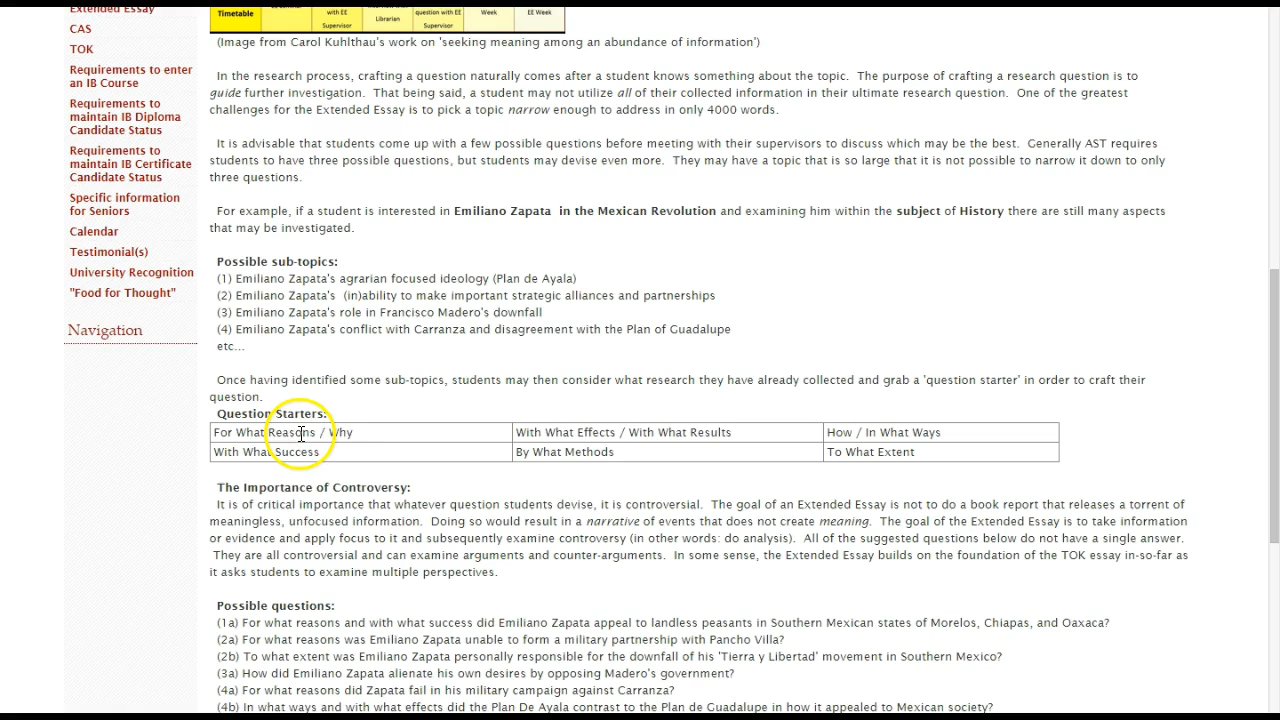 Extended Essay
CAS
TOK
Requirements to enter
an IB Course
Requirements to
maintain IB Diploma
Candidate Status
Requirements to
maintain IB Certificate
Candidate Status
Specific information
for Seniors
Calendar
Testimonial(s)
University Recognition
"Food for Thought"
Navigation
Timetable
with EE
Supervisor
Librarian
question with EE
Supervisor
Week
EE Week
(Image from Carol Kuhlthau's work on 'seeking meaning among an abundance of information')
In the research process, crafting a question naturally comes after a student knows something about the topic. The purpose of crafting a research question is to
guide further investigation. That being said, a student may not utilize all of their collected information in their ultimate research question. One of the greatest
challenges for the Extended Essay is to pick a topic narrow enough to address in only 4000 words.
It is advisable that students come up with a few possible questions before meeting with their supervisors to discuss which may be the best. Generally AST requires
students to have three possible questions, but students may devise even more. They may have a topic that is so large that it is not possible to narrow it down to only
three questions.
For example, if a student is interested in Emiliano Zapata in the Mexican Revolution and examining him within the subject of History there are still many aspects
that may be investigated.
Possible sub-topics:
(1) Emiliano Zapata's agrarian focused ideology (Plan de Ayala)
(2) Emiliano Zapata's (in)ability to make important strategic alliances and partnerships
(3) Emiliano Zapata's role in Francisco Madero's downfall
(4) Emiliano Zapata's conflict with Carranza and disagreement with the Plan of Guadalupe
etc...
Once having identified some sub-topics, students may then consider what research they have already collected and grab a 'question starter' in order to craft their
question.
Question Starters:
For What Reasons / Why With What Effects / With What Results How / In What Ways
With What Success By What Methods To What Extent
The Importance of Controversy:
It is of critical importance that whatever question students devise, it is controversial. The goal of an Extended Essay is not to do a book report that releases a torrent of
meaningless, unfocused information. Doing so would result in a narrative of events that does not create meaning. The goal of the Extended Essay is to take information
or evidence and apply focus to it and subsequently examine controversy (in other words: do analysis). All of the suggested questions below do not have a single answer.
They are all controversial and can examine arguments and counter-arguments. In some sense, the Extended Essay builds on the foundation of the TOK essay in-so-far as
it asks students to examine multiple perspectives.
Possible questions:
(1a) For what reasons and with what success did Emiliano Zapata appeal to landless peasants in Southern Mexican states of Morelos, Chiapas, and Oaxaca?
(2a) For what reasons was Emiliano Zapata unable to form a military partnership with Pancho Villa?
(2b) To what extent was Emiliano Zapata personally responsible for the downfall of his 'Tierra y Libertad' movement in Southern Mexico?
(3a) How did Emiliano Zapata alienate his own desires by opposing Madero's government?
(4a) For what reasons did Zapata fail in his military campaign against Carranza?
(4b) In what ways and with what effects did the Plan De Ayala contrast to the Plan de Guadalupe in how it appealed to Mexican society?